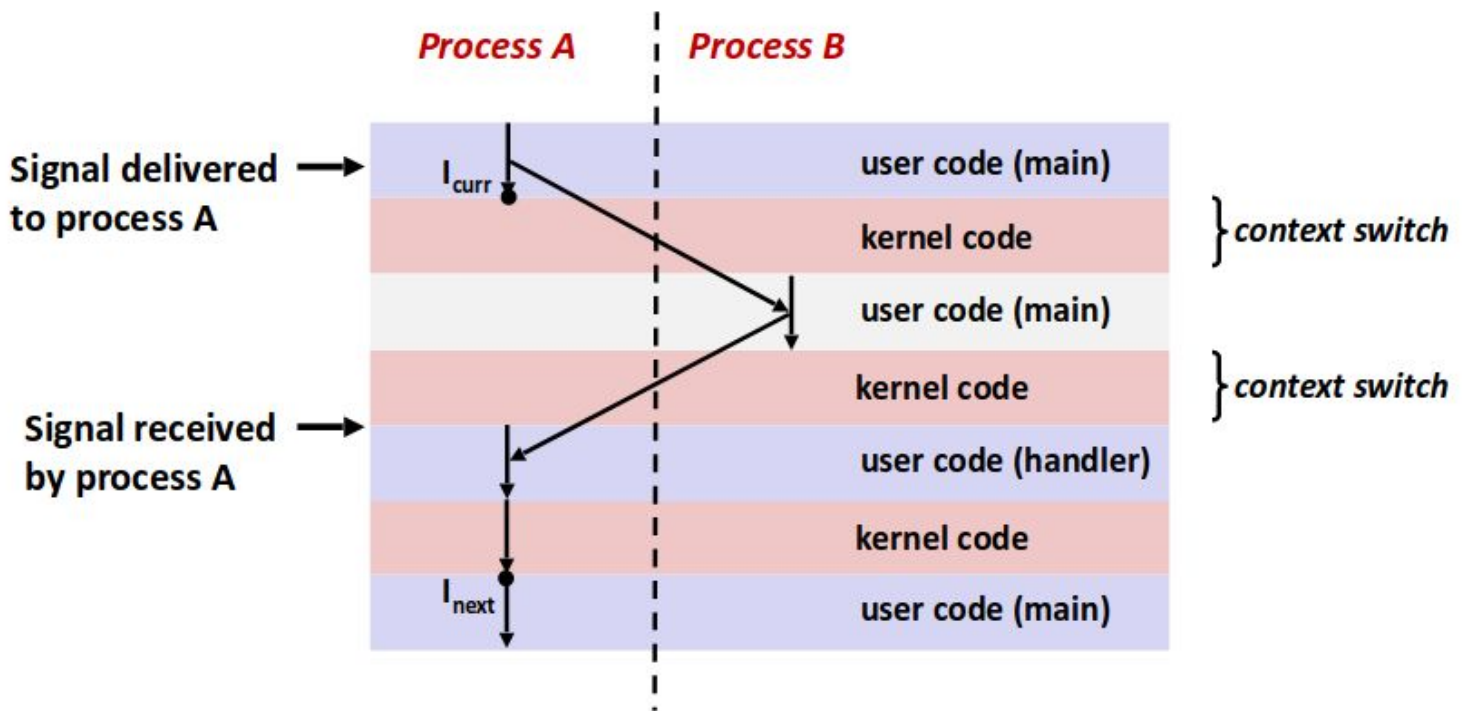 Process A
Process B
Signal delivered
to process A
I_curr
user code (main)
kernel code
context switch
user code (main)
kernel code
context switch
Signal received
by process A
user code (handler)
kernel code
I_next
user code (main)